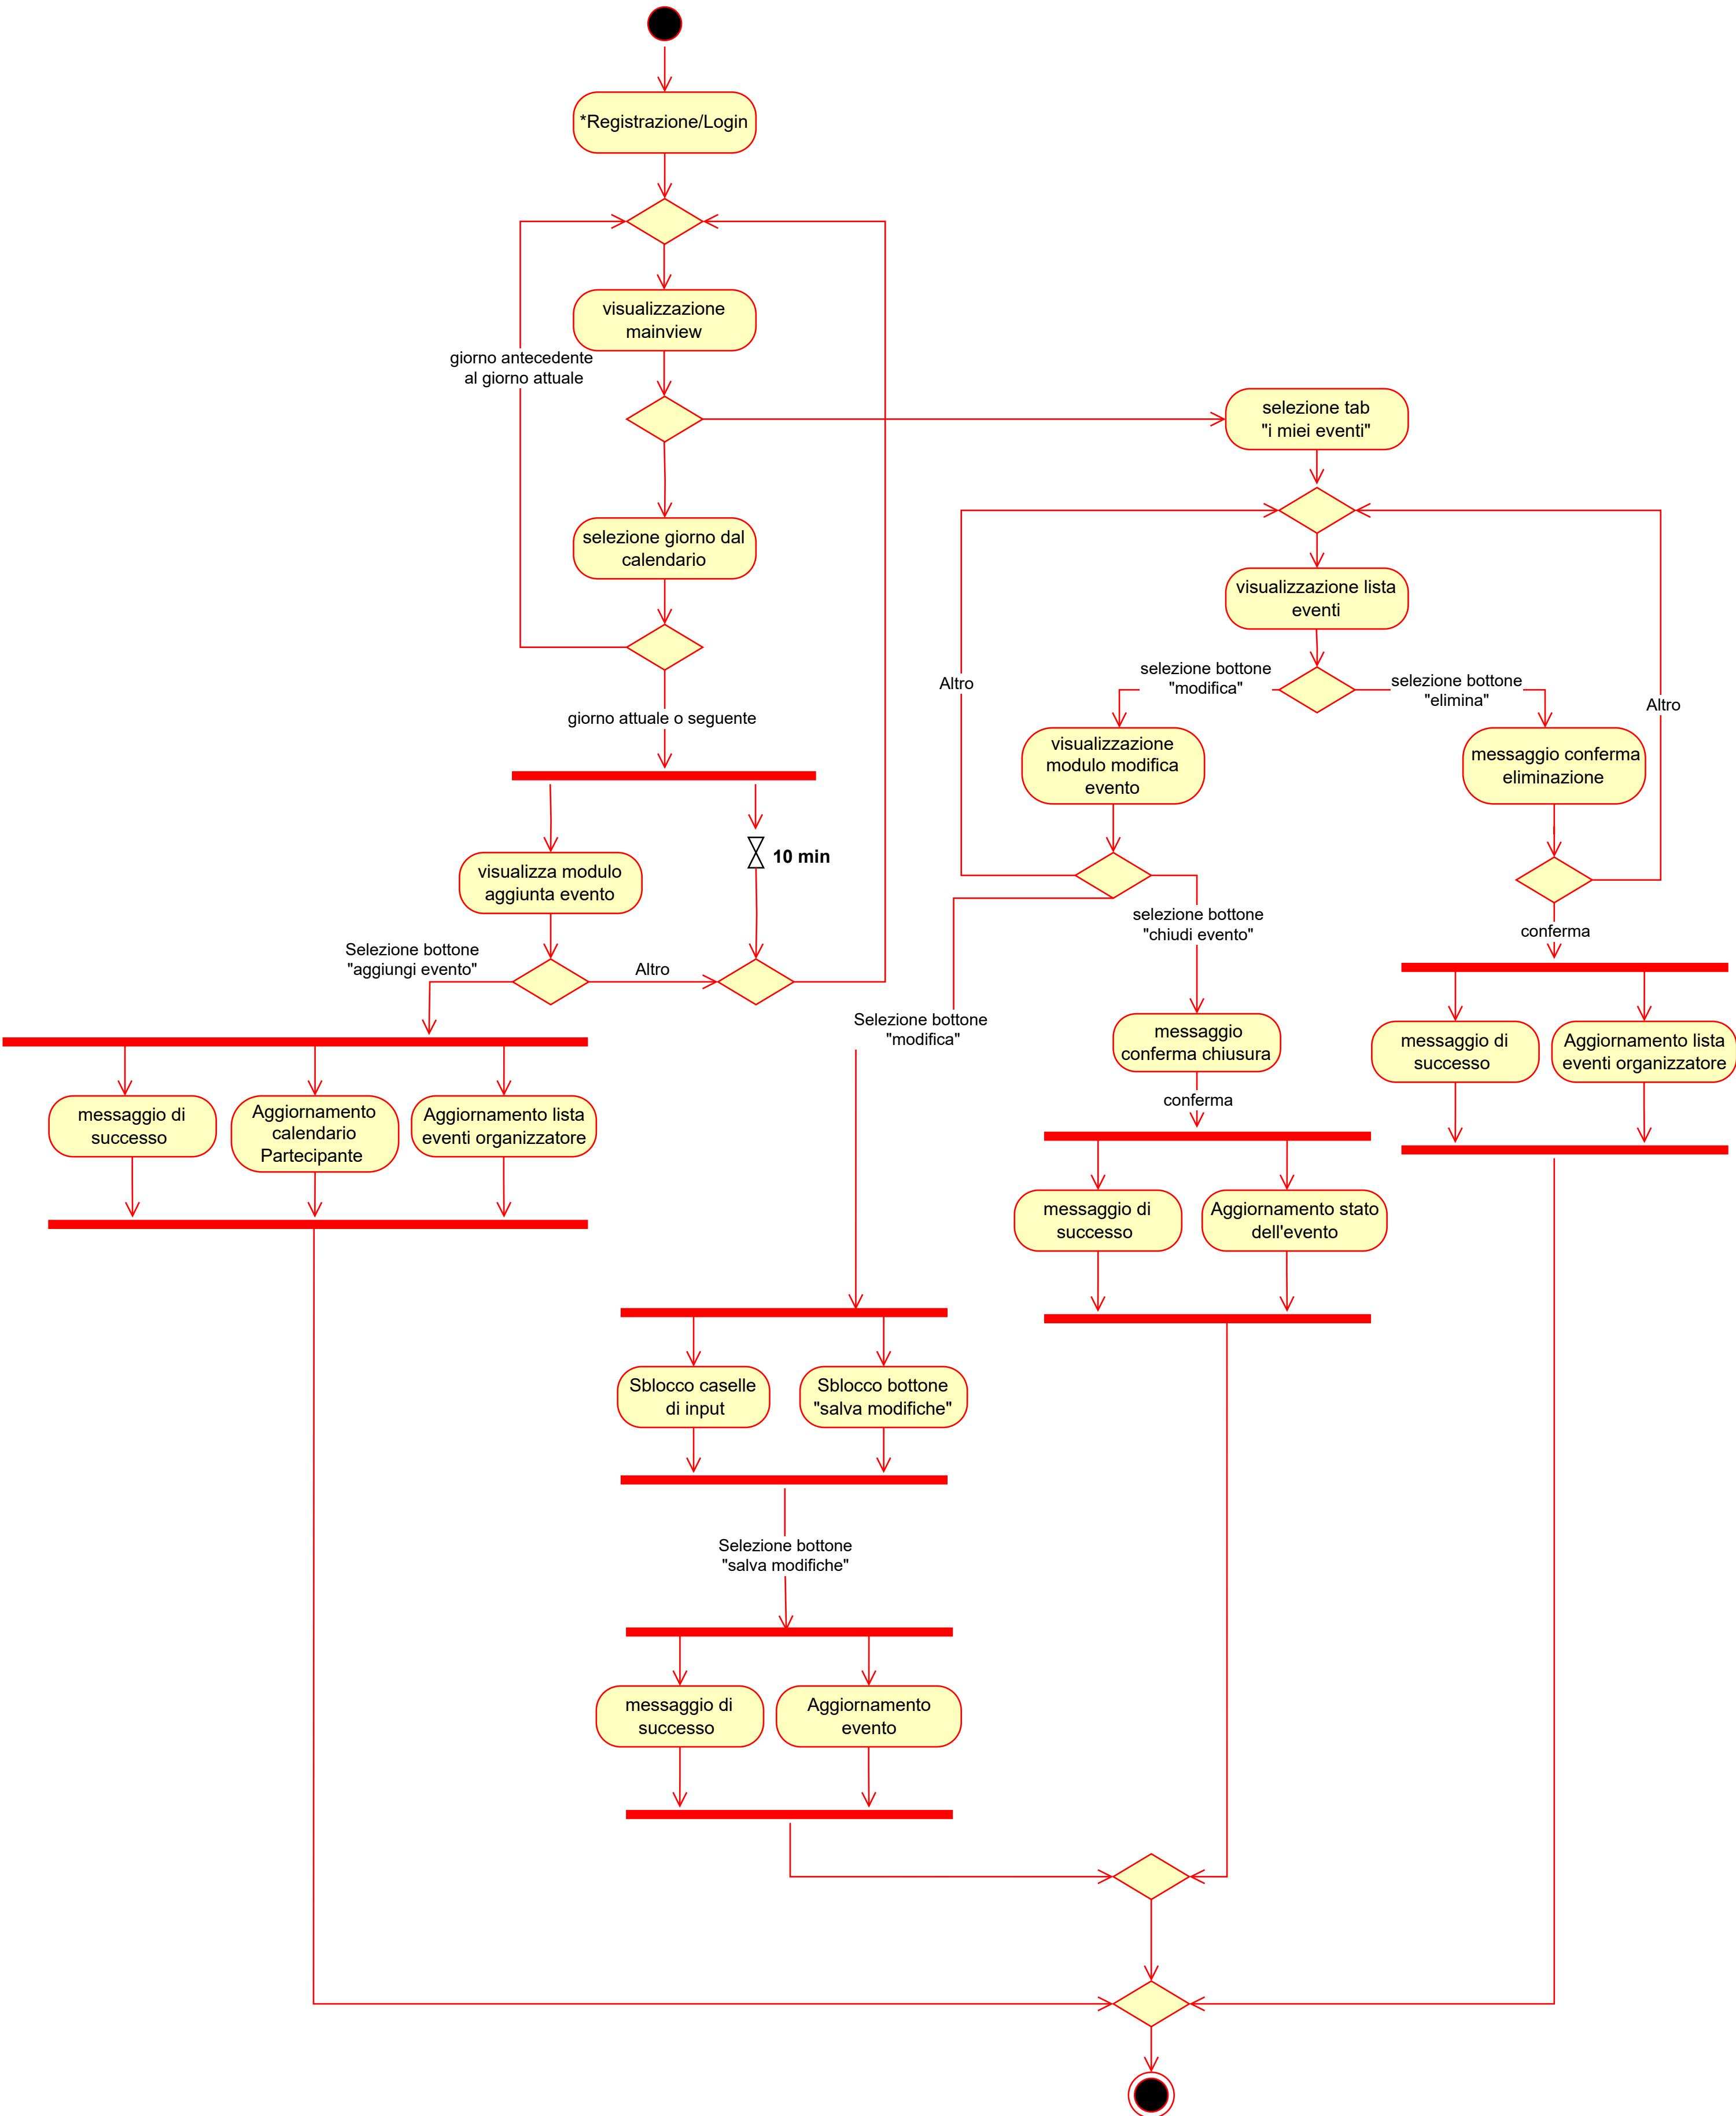 *Registrazione/Login
visualizzazione
mainview
giorno antecedente
al giorno attuale
selezione tab
"i miei eventi"
selezione giorno dal
calendario
visualizzazione lista
eventi
selezione bottone
"modifica"
selezione bottone
"elimina"
Altro
Altro
giorno attuale o seguente
visualizzazione
modulo modifica
evento
messaggio conferma
eliminazione
10 min
visualizza modulo
aggiunta evento
selezione bottone
"chiudi evento"
conferma
Selezione bottone
"aggiungi evento"
Altro
Selezione bottone
"modifica"
messaggio
conferma chiusura
messaggio di
successo
Aggiornamento lista
eventi organizzatore
conferma
messaggio di
successo
Aggiornamento
calendario
Partecipante
Aggiornamento lista
eventi organizzatore
messaggio di
successo
Aggiornamento stato
dell'evento
Sblocco caselle
di input
Sblocco bottone
"salva modifiche"
Selezione bottone
"salva modifiche"
messaggio di
successo
Aggiornamento
evento